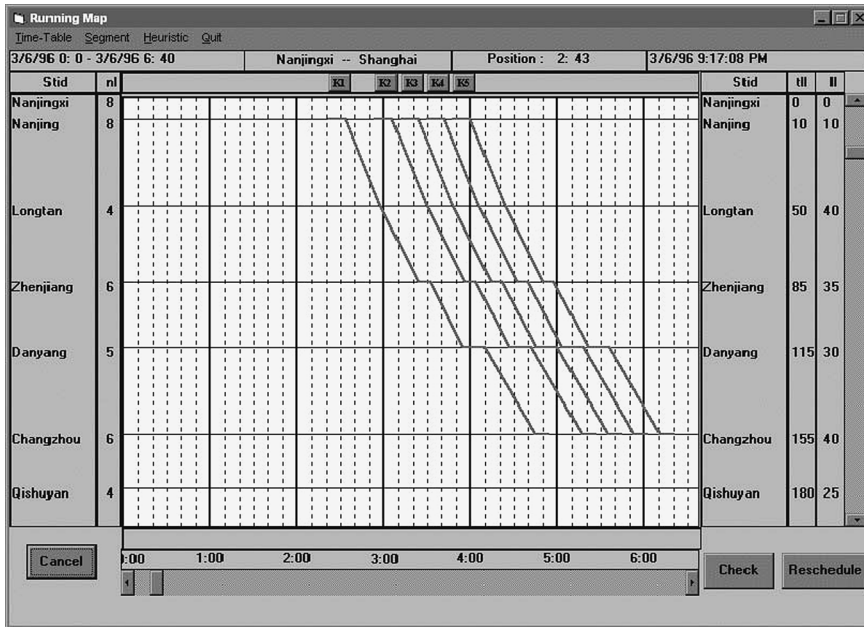 Running Map
Time-Table Segment Heuristic Quit
3/6/96 0: 0 - 3/6/96 6: 40 Nanjingxi -- Shanghai Position : 2: 43 3/6/96 9:17:08 PM
Stid nl K1 K2 K3 K4 K5 Stid tll ll
Nanjingxi 8 Nanjingxi 0 0
Nanjing 8 Nanjing 10 10
Longtan 4 Longtan 50 40
Zhenjiang 6 Zhenjiang 85 35
Danyang 5 Danyang 115 30
Changzhou 6 Changzhou 155 40
Qishuyan 4 Qishuyan 180 25
Cancel :00 1:00 2:00 3:00 4:00 5:00 6:00 Check Reschedule